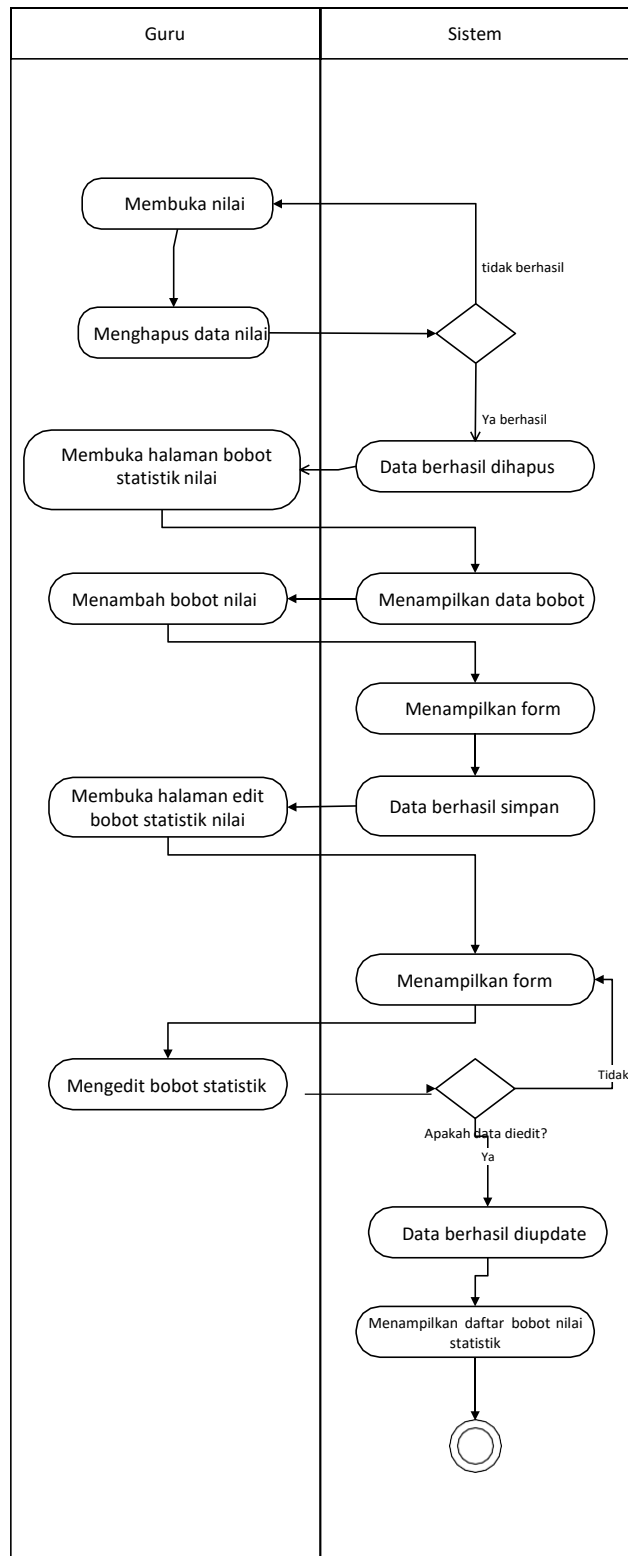 Guru
Sistem
Membuka nilai
tidak berhasil
Menghapus data nilai
Ya berhasil
Membuka halaman bobot
statistik nilai
Data berhasil dihapus
Menambah bobot nilai
Menampilkan data bobot
Menampilkan form
Membuka halaman edit
bobot statistik nilai
Data berhasil simpan
Menampilkan form
Mengedit bobot statistik
Tidak
Apakah data diedit?
Ya
Data berhasil diupdate
Menampilkan daftar bobot nilai
statistik